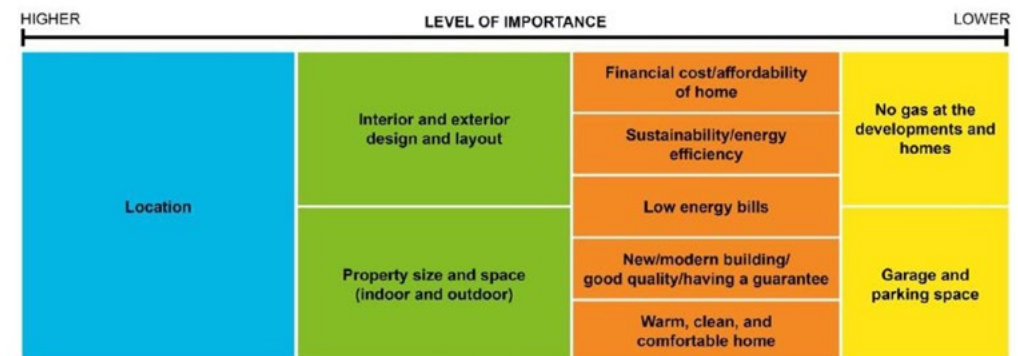 HIGHER
LEVEL OF IMPORTANCE
LOWER
Location
Interior and exterior
design and layout
Property size and space
(indoor and outdoor)
Financial cost/affordability
of home
Sustainability/energy
efficiency
Low energy bills
New/modern building/
good quality/having a guarantee
Warm, clean, and
comfortable home
No gas at the
developments and
homes
Garage and
parking space